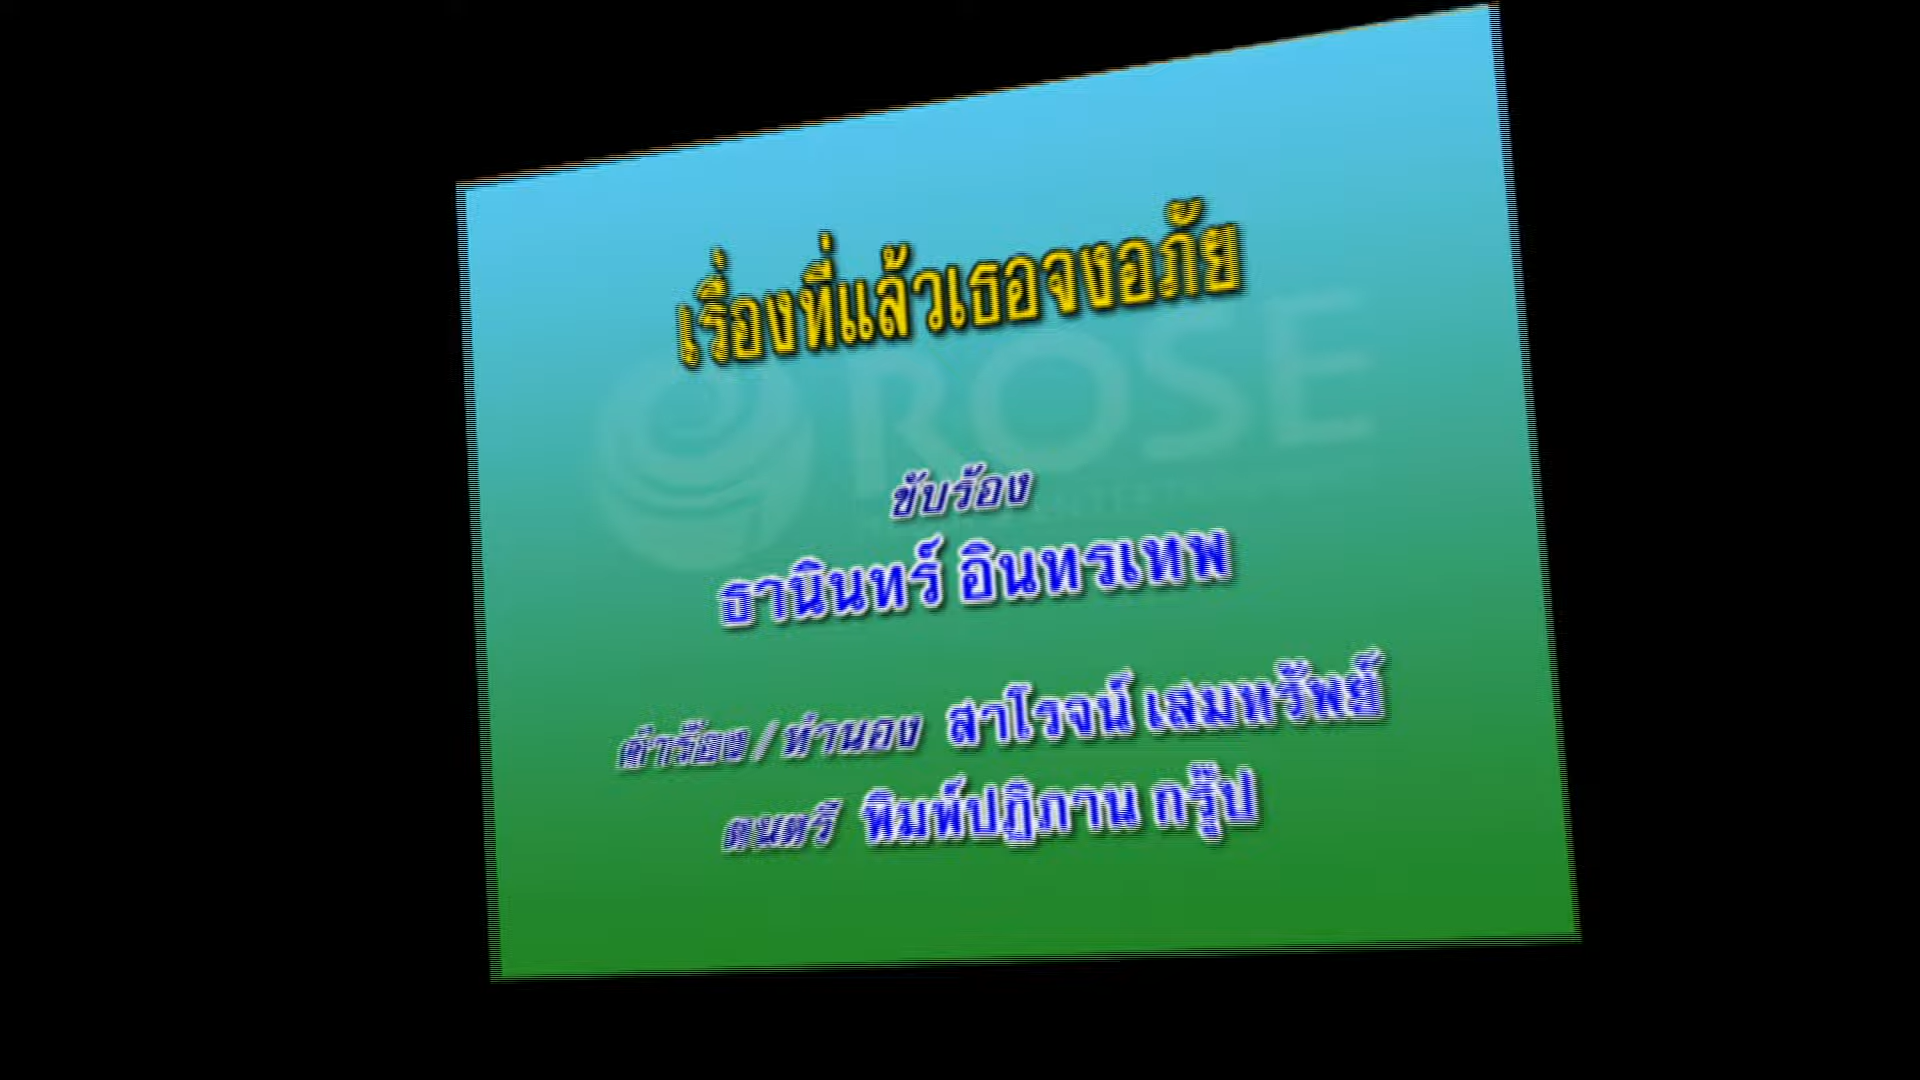 เรื่องที่แล้วเธอจงอภัย
ROSE
ขับร้อง
ธานินทร์ อินทรเทพ
คำร้อง / ทำนอง สาโรจน์ เสมทรัพย์
ดนตรี พิมพ์ปฏิภาน กรุ๊ป